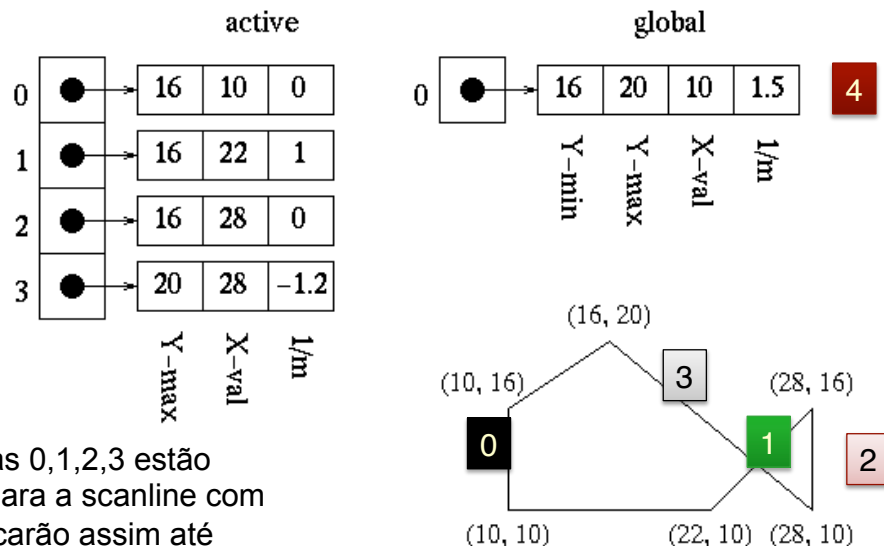 active
0 16 10 0
1 16 22 1
2 16 28 0
3 20 28 −1.2
Y−max X−val 1/m
global
0 16 20 10 1.5 4
Y−min Y−max X−val 1/m
(16, 20)
(10, 16) 3 (28, 16)
0 1 2
(10, 10) (22, 10) (28, 10)
as 0,1,2,3 estão
ara a scanline com
carão assim até